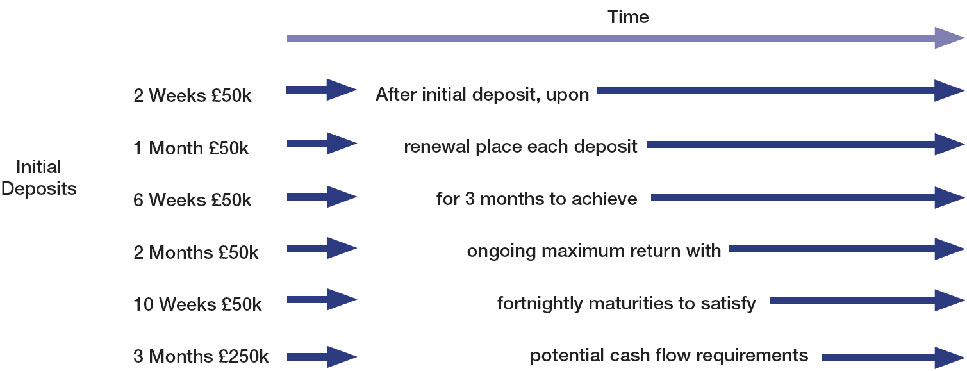 Time
2 Weeks £50k After initial deposit, upon
1 Month £50k renewal place each deposit
Initial
Deposits
6 Weeks £50k for 3 months to achieve
2 Months £50k ongoing maximum return with
10 Weeks £50k fortnightly maturities to satisfy
3 Months £250k potential cash flow requirements